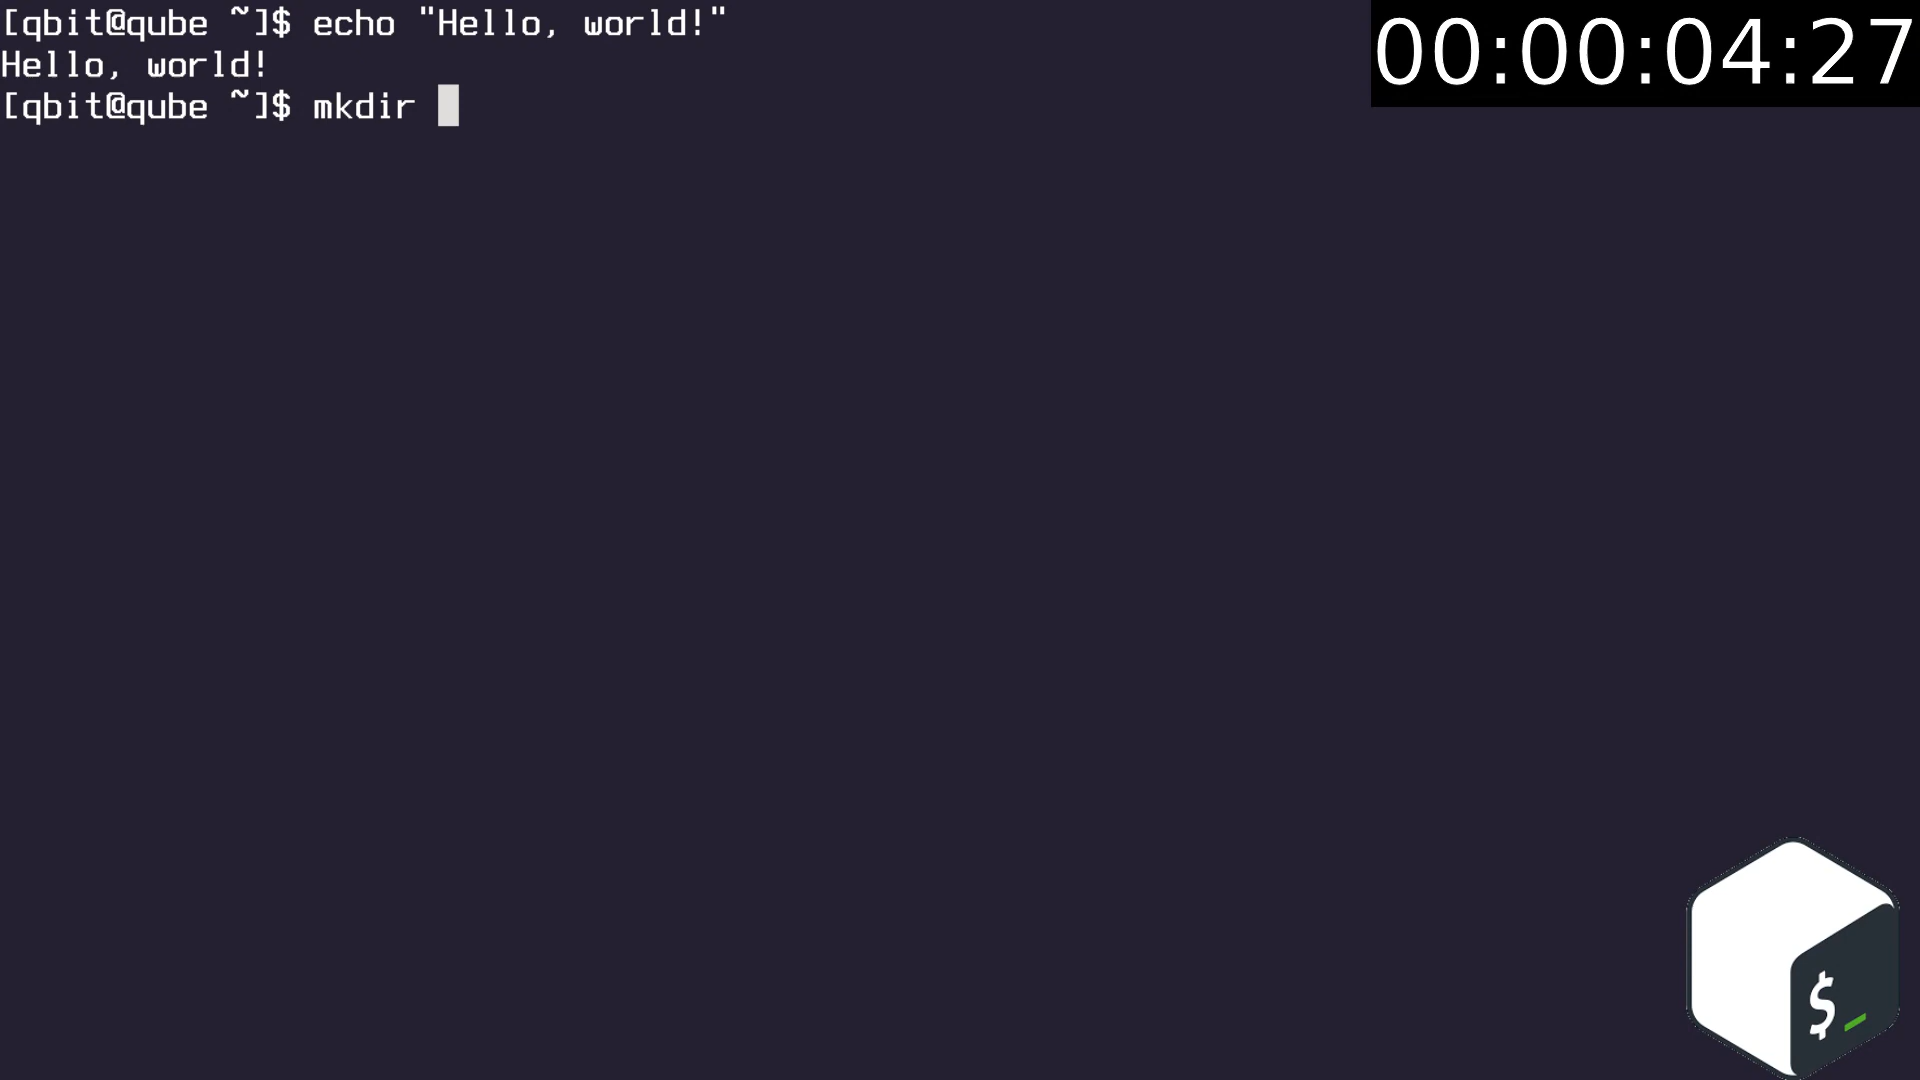 [qbit@qube ~]$ echo "Hello, world!"
00:00:04:27
Hello, world!
[qbit@qube ~]$ mkdir
$_